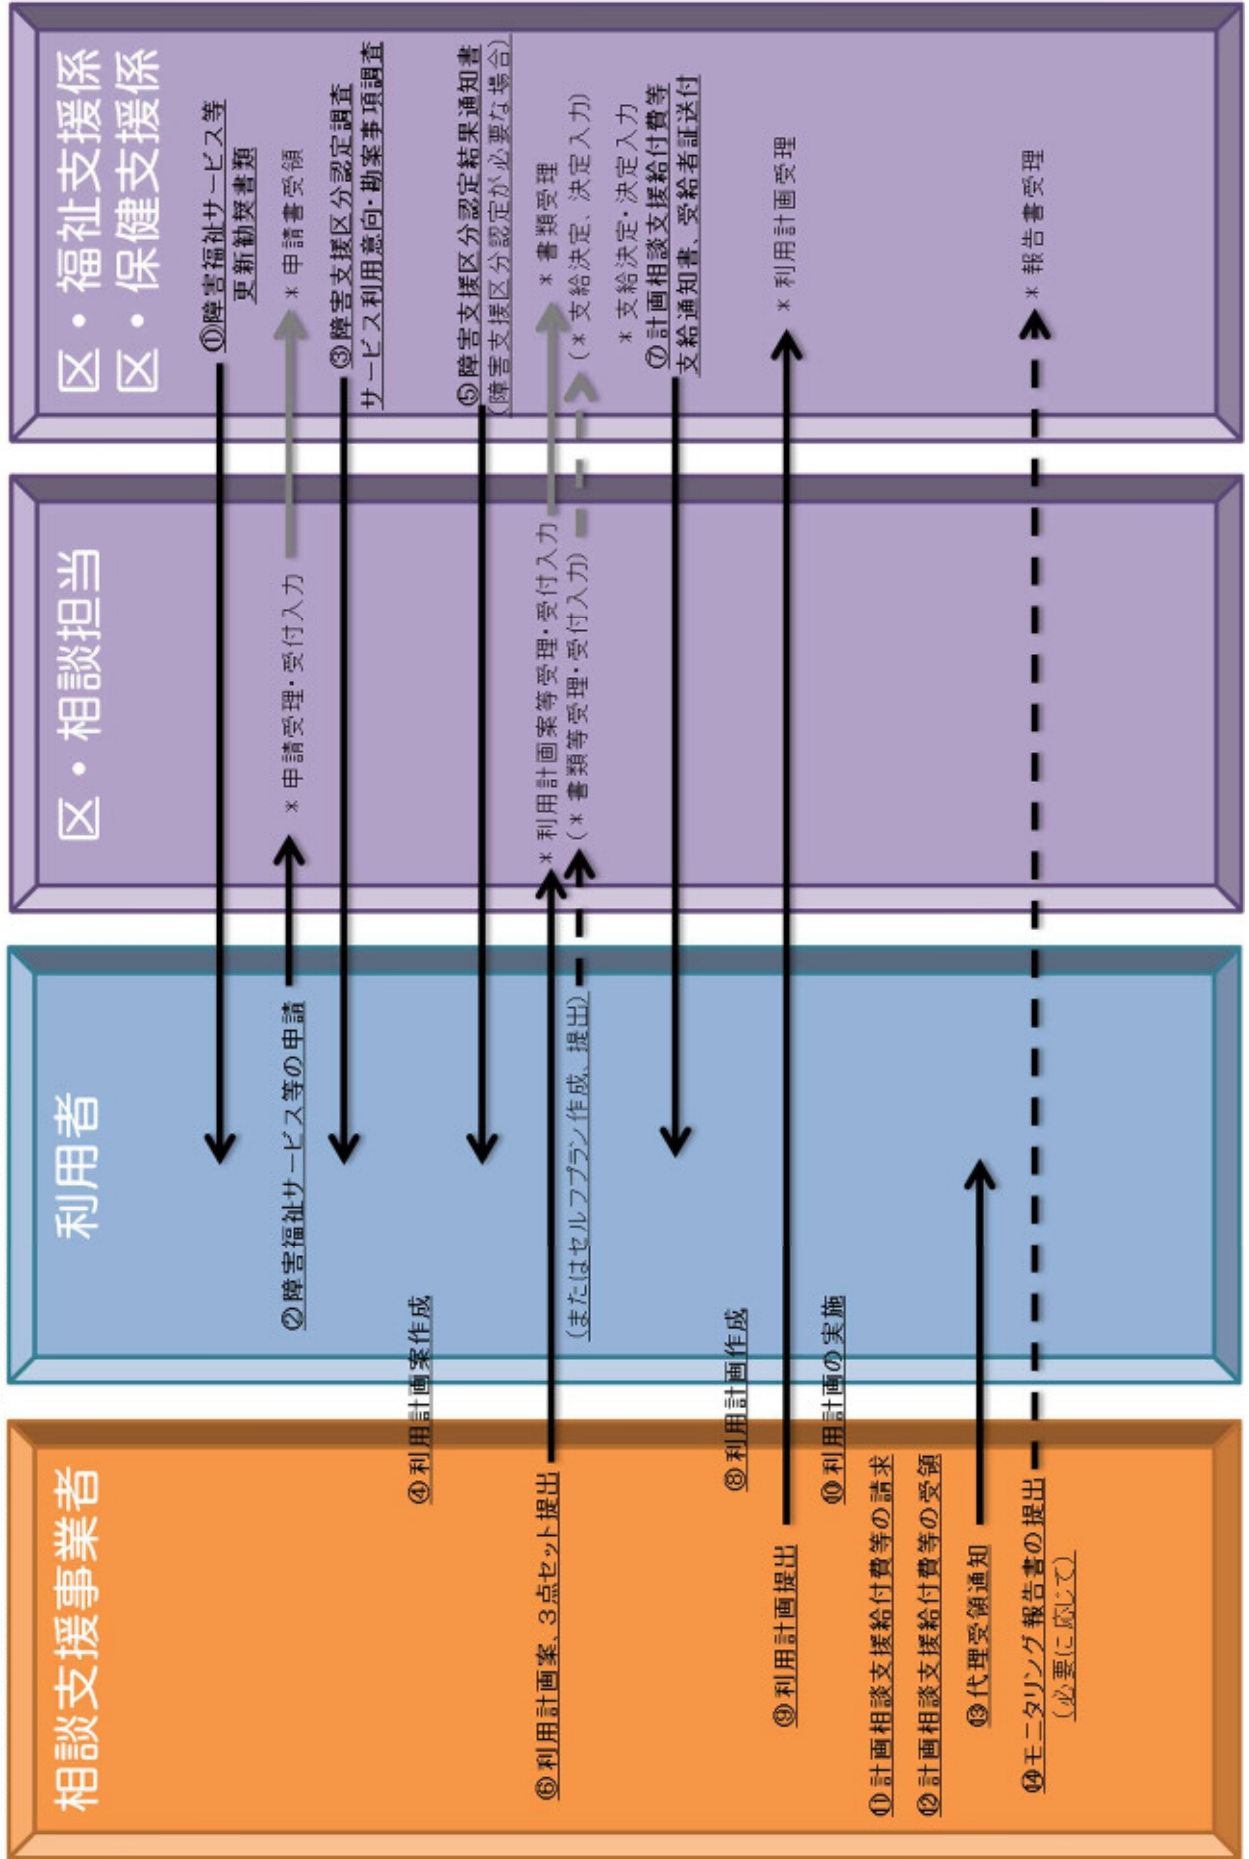 相談支援事業者
利用者
区・相談担当
区・福祉支援係
区・保健支援係
①障害福祉サービス等
更新勧奨書類
②障害福祉サービス等の申請
＊申請受理・受付入力
＊申請書受領
③障害支援区分認定調査
サービス利用意向・勘案事項調査
④利用計画案作成
⑤障害支援区分認定結果通知書
(障害支援区分認定が必要な場合)
⑥利用計画案、3点セット提出
＊利用計画案等受理・受付入力
＊書類受理
(またはセルフプラン作成、提出)
(＊書類等受理・受付入力)
(＊支給決定、決定入力)
＊支給決定・決定入力
⑦計画相談支援給付費等
支給通知書、受給者証送付
⑧利用計画作成
⑨利用計画提出
＊利用計画受理
⑩利用計画の実施
⑪計画相談支援給付費等の請求
⑫計画相談支援給付費等の受領
⑬代理受領通知
⑭モニタリング報告書の提出
(必要に応じて)
＊報告書受理